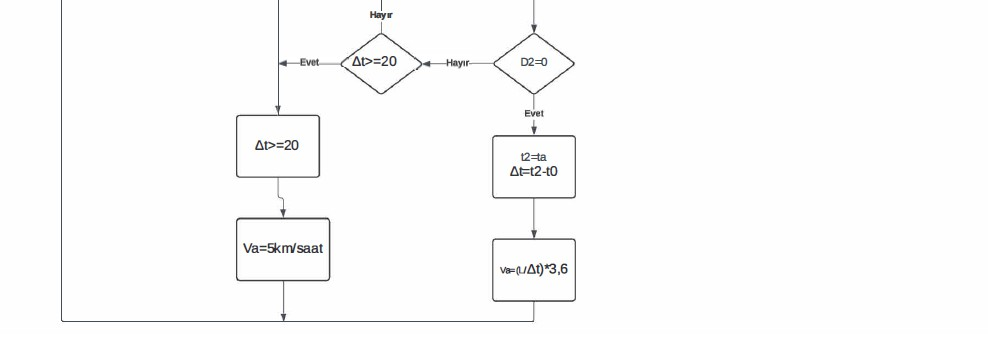 Hayır
Evet
Δt>=20
Hayır
D2=0
Evet
Δt>=20
t2=ta
Δt=t2-t0
Va=5km/saat
Va=(L/Δt)*3,6